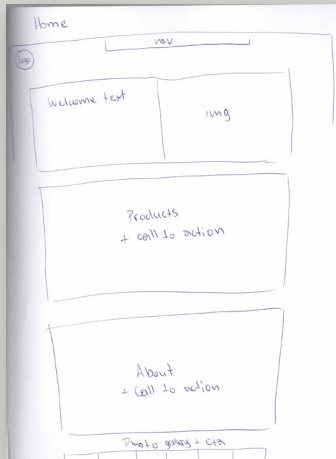 Home
nav
logo
Welcome text
img
Products
+ call to action
About
+ call to action
Photo gallery + CTA